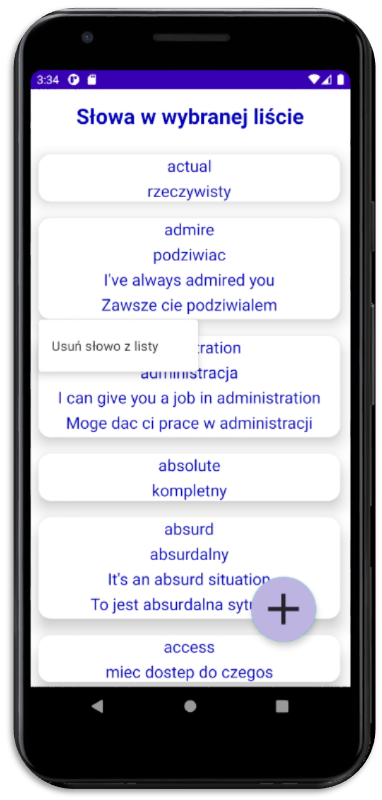 3:34
Słowa w wybranej liście
actual
rzeczywisty
admire
podziwiac
I've always admired you
Zawsze cie podziwialem
Usuń słowo z listy
tration
administracja
I can give you a job in administration
Moge dac ci prace w administracji
absolute
kompletny
absurd
absurdalny
It's an absurd situation
To jest absurdalna sytu
access
miec dostep do czegos